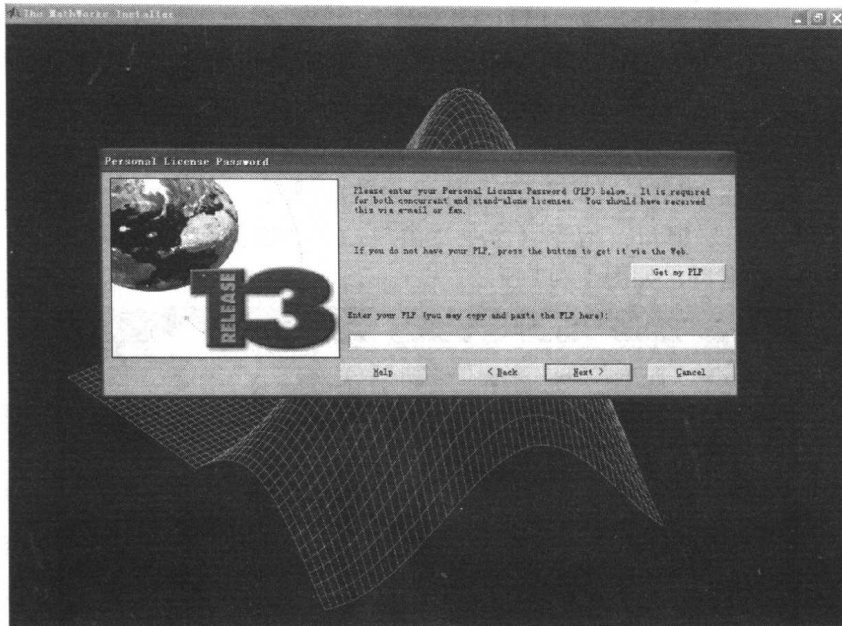 The MathWorks Installer
Personal License Password
Please enter your Personal License Password (PLP) below. It is required
for both concurrent and stand-alone licenses. You should have received
this via e-mail or fax.
If you do not have your PLP, press the button to get it via the Web.
Get my PLP
RELEASE
13
Enter your PLP (you may copy and paste the PLP here):
Help
< Back
Next >
Cancel